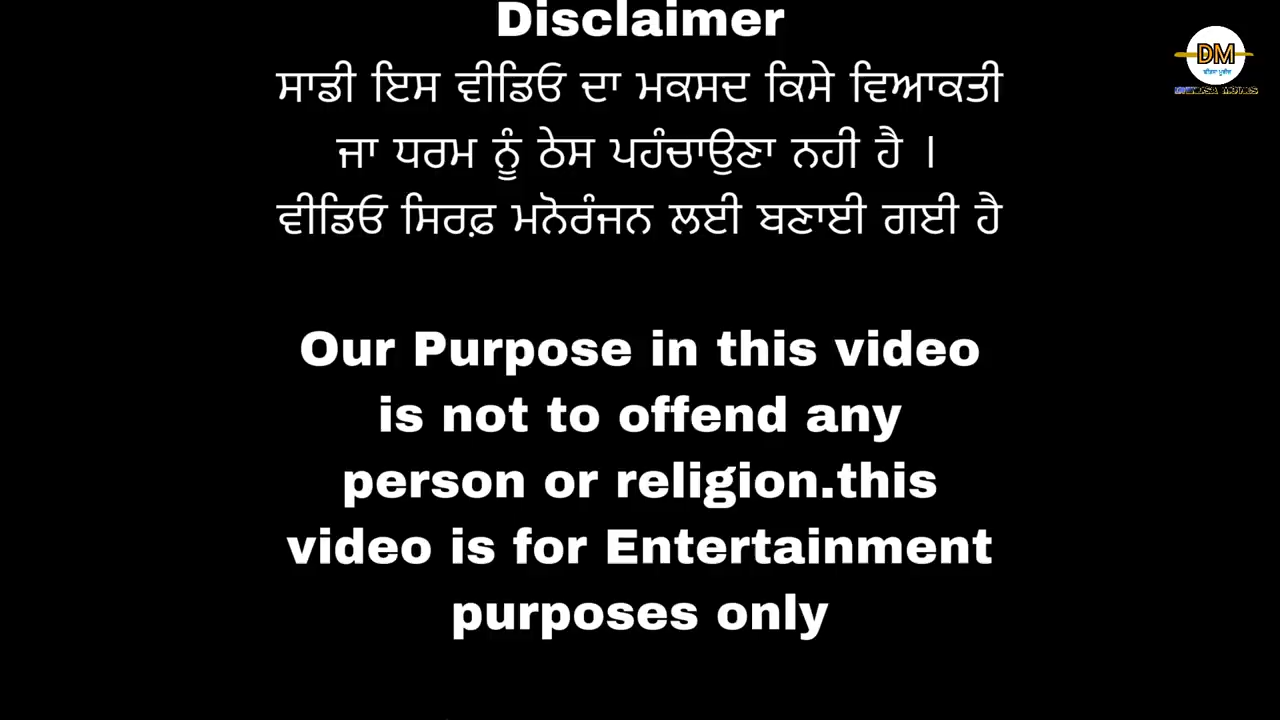 Disclaimer
ਸਾਡੀ ਇਸ ਵੀਡਿਓ ਦਾ ਮਕਸਦ ਕਿਸੇ ਵਿਆਕਤੀ
ਜਾ ਧਰਮ ਨੂੰ ਠੇਸ ਪਹੰਚਾਉਣਾ ਨਹੀ ਹੈ ।
ਵੀਡਿਓ ਸਿਰਫ਼ ਮਨੋਰੰਜਨ ਲਈ ਬਣਾਈ ਗਈ ਹੈ
Our Purpose in this video
is not to offend any
person or religion.this
video is for Entertainment
purposes only
DM